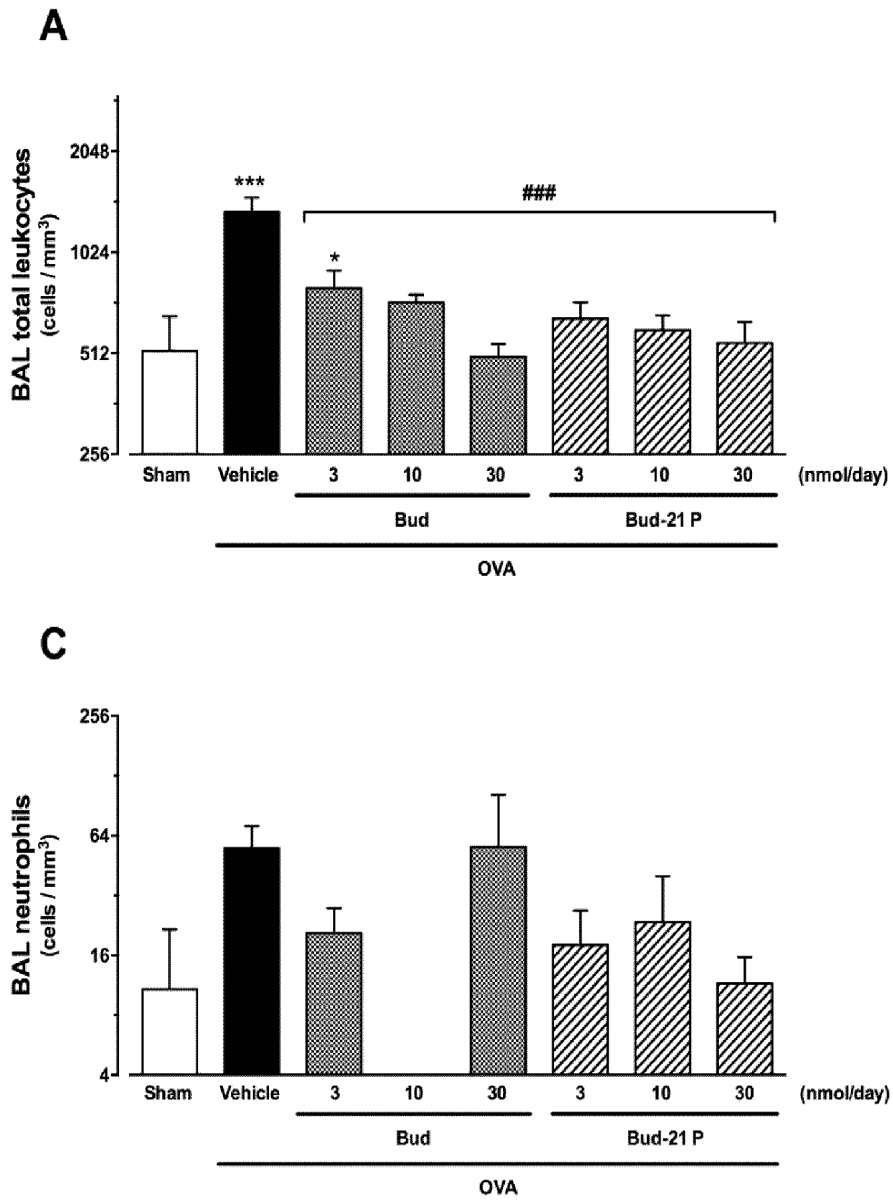 A
BAL total leukocytes
(cells / mm³)
2048
1024
512
256
***
*
###
Sham Vehicle 3 10 30 3 10 30 (nmol/day)
Bud Bud-21 P
OVA
C
BAL neutrophils
(cells / mm³)
256
64
16
4
Sham Vehicle 3 10 30 3 10 30 (nmol/day)
Bud Bud-21 P
OVA